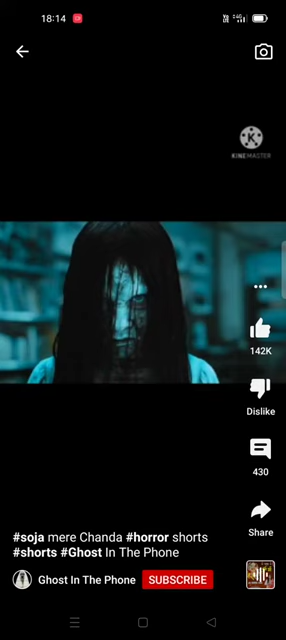 18:14
KINEMASTER
142K
Dislike
430
Share
#soja mere Chanda #horror shorts
#shorts #Ghost In The Phone
Ghost In The Phone SUBSCRIBE